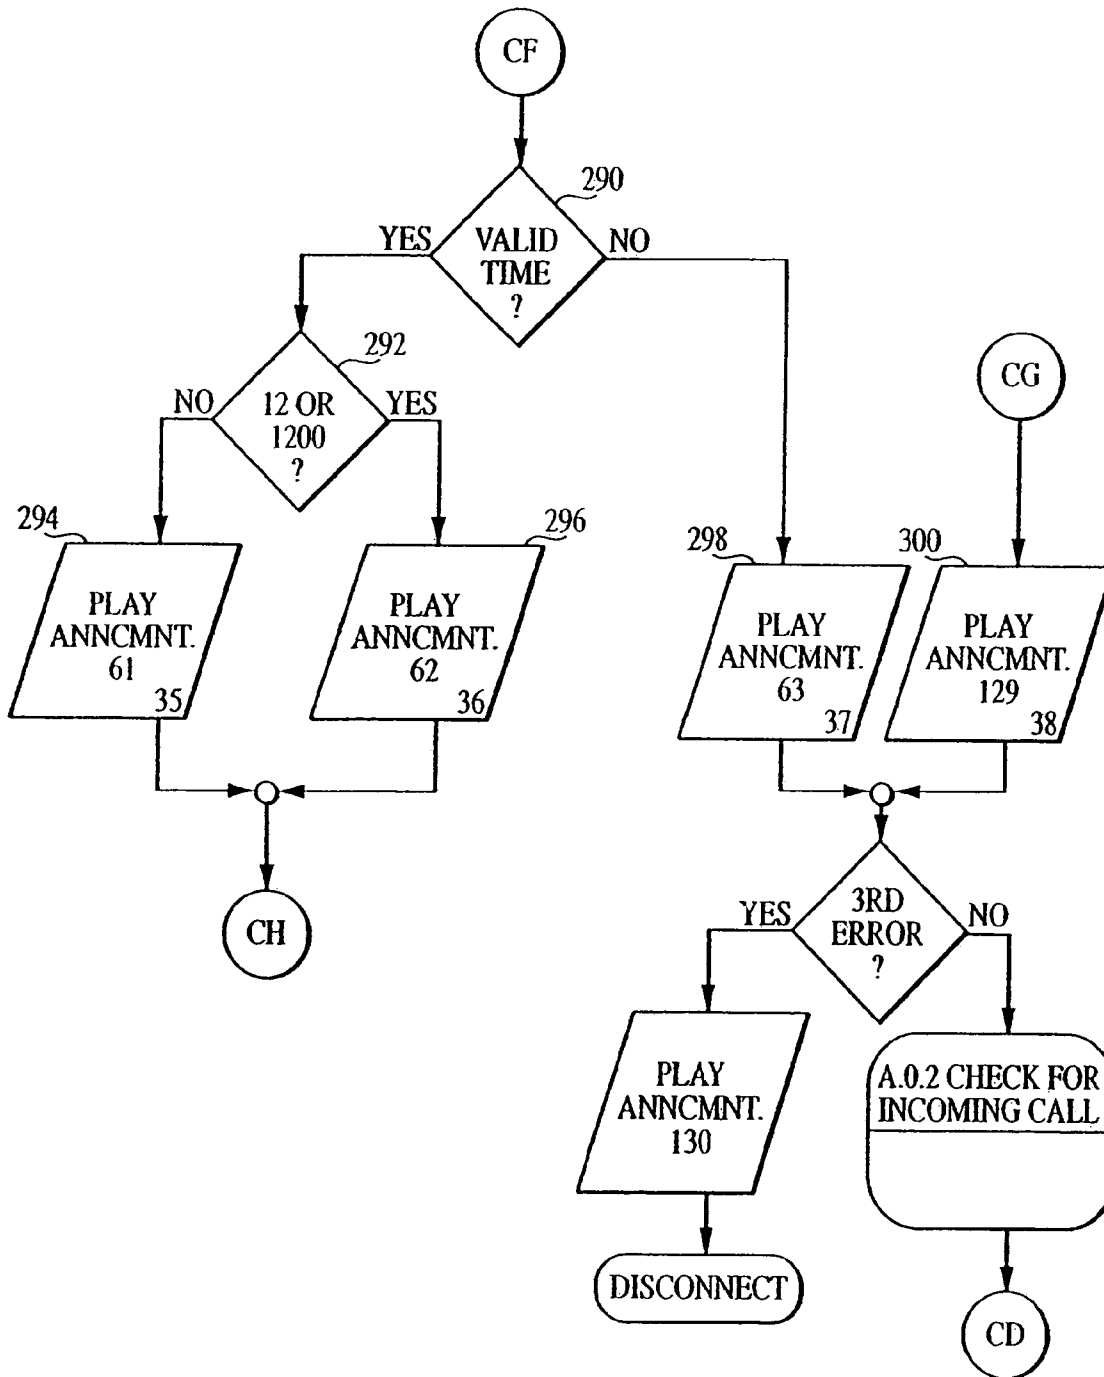 CF
290
YES
VALID
TIME
?
NO
292
NO
12 OR
1200
?
YES
CG
294
PLAY
ANNCMNT.
61
35
296
PLAY
ANNCMNT.
62
36
298
PLAY
ANNCMNT.
63
37
300
PLAY
ANNCMNT.
129
38
CH
YES
3RD
ERROR
?
NO
PLAY
ANNCMNT.
130
A.0.2 CHECK FOR
INCOMING CALL
DISCONNECT
CD